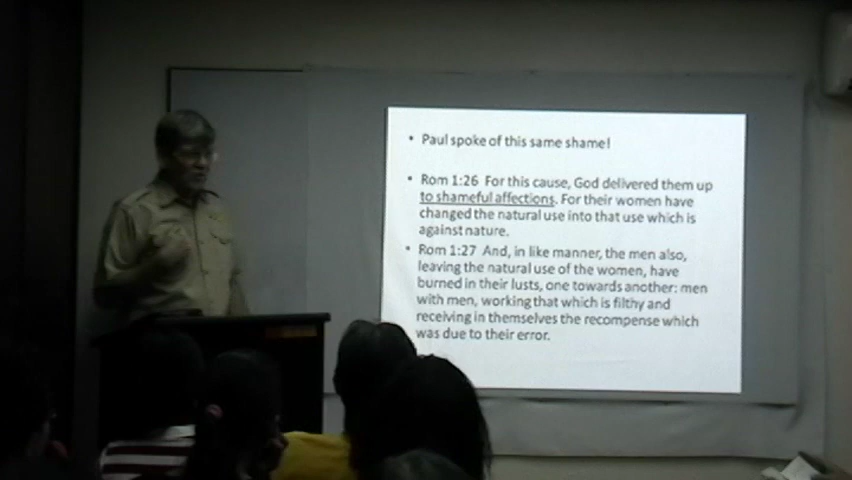 • Paul spoke of this same shame!
• Rom 1:26 For this cause, God delivered them up
to shameful affections. For their women have
changed the natural use into that use which is
against nature.
• Rom 1:27 And, in like manner, the men also,
leaving the natural use of the women, have
burned in their lusts, one towards another: men
with men, working that which is filthy and
receiving in themselves the recompense which
was due to their error.